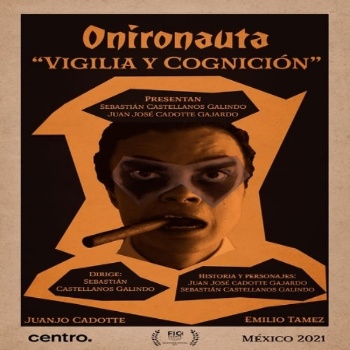 Onironauta
"VIGILIA Y COGNICIÓN"
PRESENTAN
SEBASTIÁN CASTELLANOS GALINDO
JUAN JOSÉ CADOTTE GAJARDO
DIRIGE:
SEBASTIÁN
CASTELLANOS GALINDO
HISTORIA Y PERSONAJES:
JUAN JOSÉ CADOTTE GAJARDO
SEBASTIÁN CASTELLANOS GALINDO
JUANJO CADOTTE
EMILIO TAMEZ
centro.
MÉXICO 2021